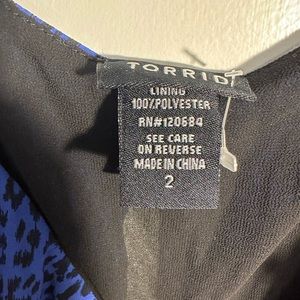 TORRID
LINING
100%POLYESTER
RN#120684
SEE CARE
ON REVERSE
MADE IN CHINA
2